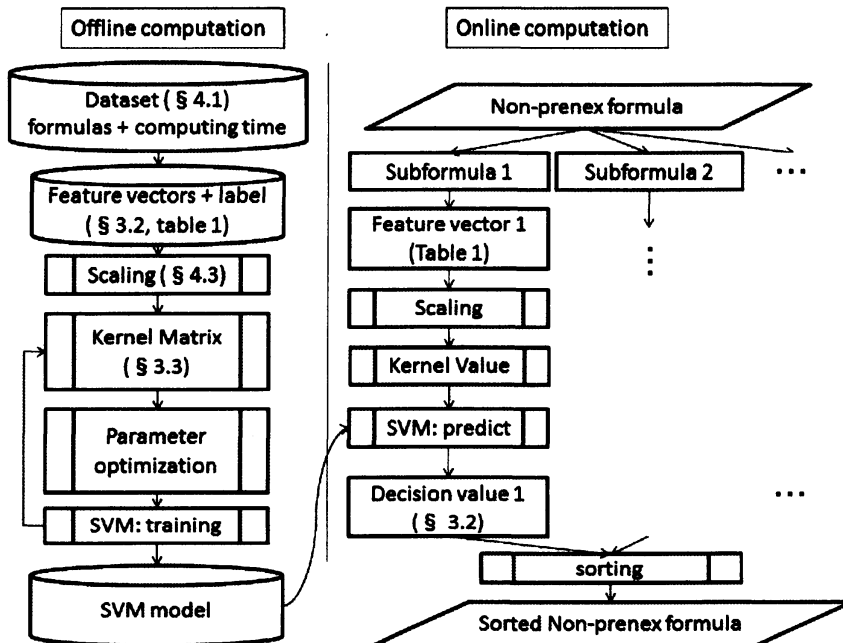 Offline computation
Dataset ( § 4.1)
formulas + computing time
Feature vectors + label
( § 3.2, table 1)
Scaling ( § 4.3)
Kernel Matrix
( § 3.3)
Parameter
optimization
SVM: training
SVM model
Online computation
Non-prenex formula
Subformula 1
Subformula 2
...
Feature vector 1
(Table 1)
Scaling
Kernel Value
SVM: predict
Decision value 1
( § 3.2)
...
sorting
Sorted Non-prenex formula